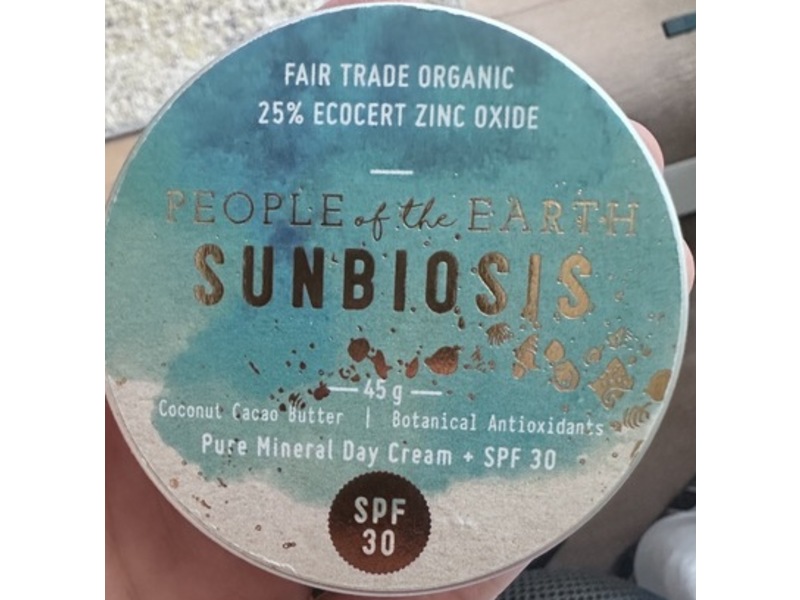 FAIR TRADE ORGANIC
25% ECOCERT ZINC OXIDE
PEOPLE of the EARTH
SUNBIOSIS
45 g
Coconut Cacao Butter | Botanical Antioxidants
Pure Mineral Day Cream + SPF 30
SPF
30